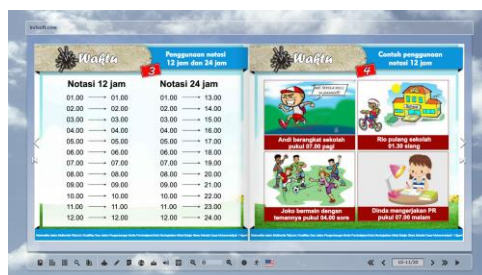 kvisoft.com
Waktu
Penggunaan notasi
12 jam dan 24 jam
3
Notasi 12 jam Notasi 24 jam
01.00 → 01.00 01.00 → 13.00
02.00 → 02.00 02.00 → 14.00
03.00 → 03.00 03.00 → 15.00
04.00 → 04.00 04.00 → 16.00
05.00 → 05.00 05.00 → 17.00
06.00 → 06.00 06.00 → 18.00
07.00 → 07.00 07.00 → 19.00
08.00 → 08.00 08.00 → 20.00
09.00 → 09.00 09.00 → 21.00
10.00 → 10.00 10.00 → 22.00
11.00 → 11.00 11.00 → 23.00
12.00 → 12.00 12.00 → 24.00
Waktu
Contoh penggunaan
notasi 12 jam
4
Andi berangkat sekolah
pukul 07.00 pagi
Rio pulang sekolah
01.30 siang
Joko bermain dengan
temannya pukul 04.00 sore
Dinda mengerjakan PR
pukul 07.00 malam
10-11/20